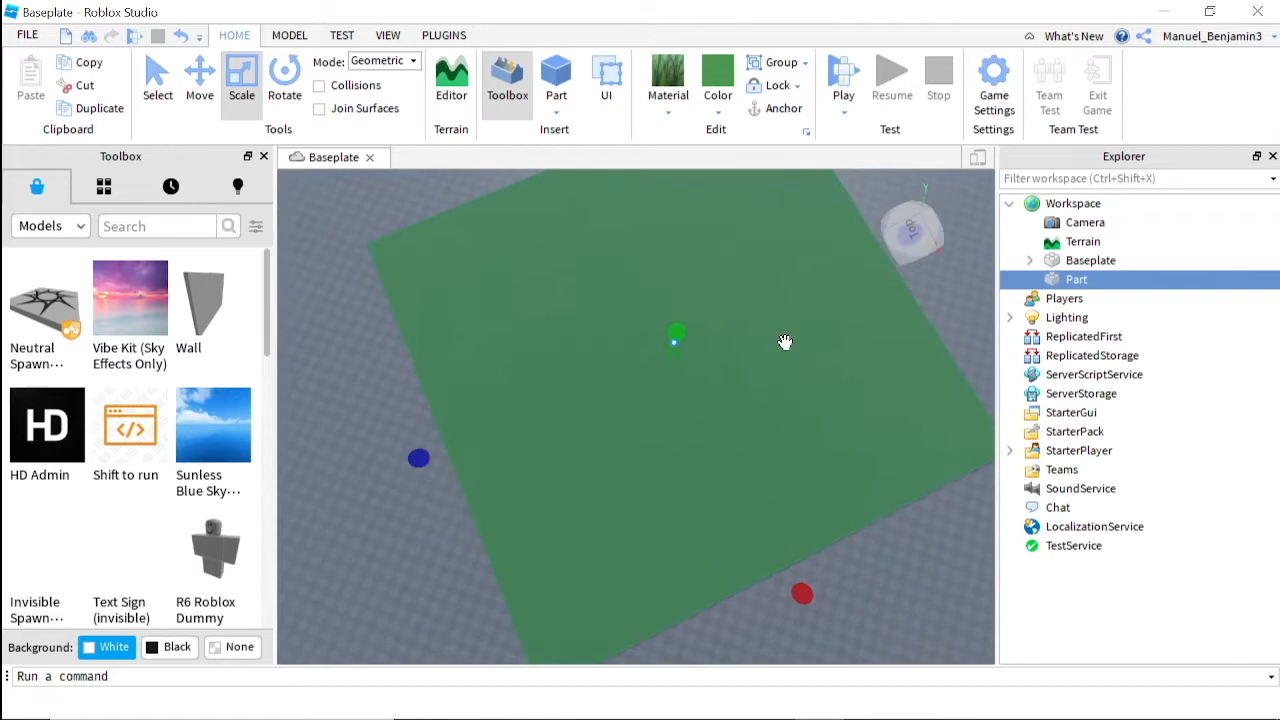 Baseplate - Roblox Studio
FILE
HOME
MODEL
TEST
VIEW
PLUGINS
What's New
Manuel_Benjamin3
Paste
Copy
Cut
Duplicate
Clipboard
Select
Move
Scale
Rotate
Mode: Geometric
Collisions
Join Surfaces
Tools
Editor
Terrain
Toolbox
Part
UI
Insert
Material
Color
Group
Lock
Anchor
Edit
Play
Resume
Stop
Test
Game
Settings
Settings
Team
Test
Exit
Game
Team Test
Toolbox
Models
Search
Neutral
Spawn...
Vibe Kit (Sky
Effects Only)
Wall
HD
HD Admin
Shift to run
Sunless
Blue Sky...
Invisible
Spawn...
Text Sign
(invisible)
R6 Roblox
Dummy
Background: White Black None
Baseplate
Y
Top
Explorer
Filter workspace (Ctrl+Shift+X)
Workspace
Camera
Terrain
Baseplate
Part
Players
Lighting
ReplicatedFirst
ReplicatedStorage
ServerScriptService
ServerStorage
StarterGui
StarterPack
StarterPlayer
Teams
SoundService
Chat
LocalizationService
TestService
Run a command